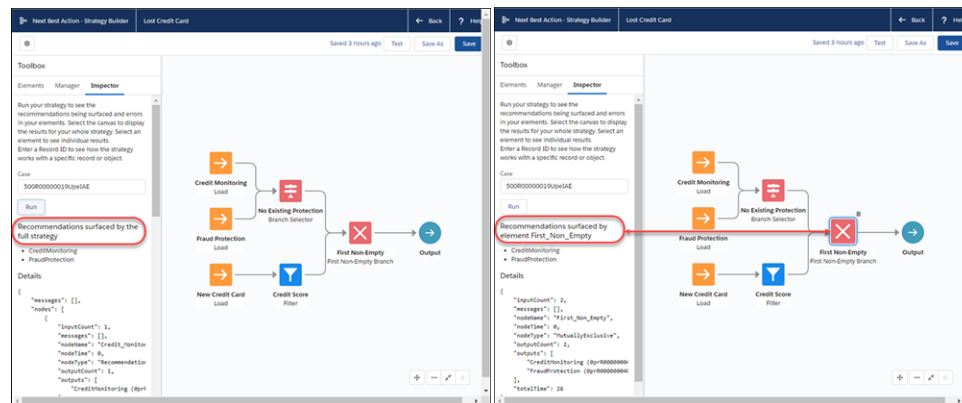 Next Best Action - Strategy Builder
Lost Credit Card
Back
? Help
Saved 3 hours ago
Test
Save As
Save
Toolbox
Elements
Manager
Inspector
Run your strategy to see the
recommendations being surfaced and errors
in your elements. Select the canvas to display
the results for your whole strategy. Select an
element to see individual results.
Enter a Record ID to see how the strategy
works with a specific record or object.
Case
Run
Recommendations surfaced by the
full strategy
• CreditMonitoring
• FraudProtection
Details
{
"messages": [],
"nodes": [
{
"inputCount": 1,
"messages": [],
"nodeName": "Credit_Monitor
"nodeTime": 0,
"nodeType": "Recommendation
"outputCount": 1,
"outputs": [
"CreditMonitoring (0prR
Credit Monitoring
Load
Fraud Protection
Load
No Existing Protection
Branch Selector
First Non-Empty
First Non-Empty Branch
Output
New Credit Card
Load
Credit Score
Filter
Next Best Action - Strategy Builder
Lost Credit Card
Back
? Hel
Saved 3 hours ago
Test
Save As
Save
Toolbox
Elements
Manager
Inspector
Run your strategy to see the
recommendations being surfaced and errors
in your elements. Select the canvas to display
the results for your whole strategy. Select an
element to see individual results.
Enter a Record ID to see how the strategy
works with a specific record or object.
Case
Run
Recommendations surfaced by
element First_Non_Empty
• CreditMonitoring
• FraudProtection
Details
{
"inputCount": 2,
"messages": [],
"nodeName": "First_Non_Empty",
"nodeTime": 0,
"nodeType": "MutuallyExclusive",
"outputCount": 2,
"outputs": [
"CreditMonitoring
"FraudProtection
],
"totalTime": 26
Credit Monitoring
Load
Fraud Protection
Load
No Existing Protection
Branch Selector
First Non-Empty
First Non-Empty Branch
Output
New Credit Card
Load
Credit Score
Filter